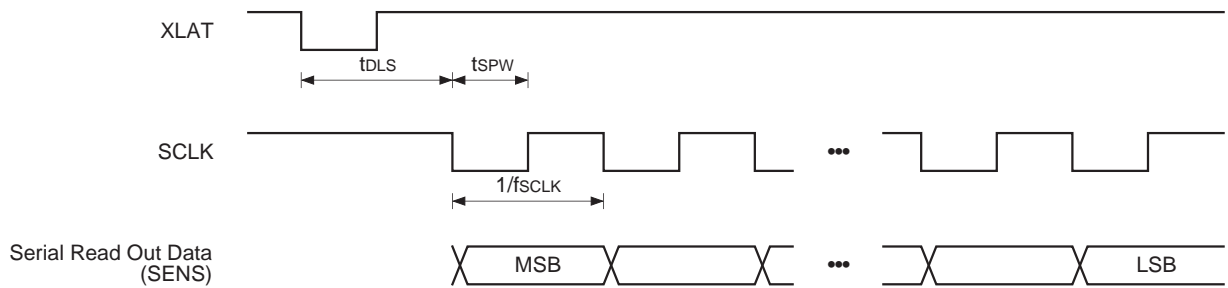 XLAT
tDLS
tSPW
SCLK
•••
1/fSCLK
Serial Read Out Data
(SENS)
MSB
•••
LSB